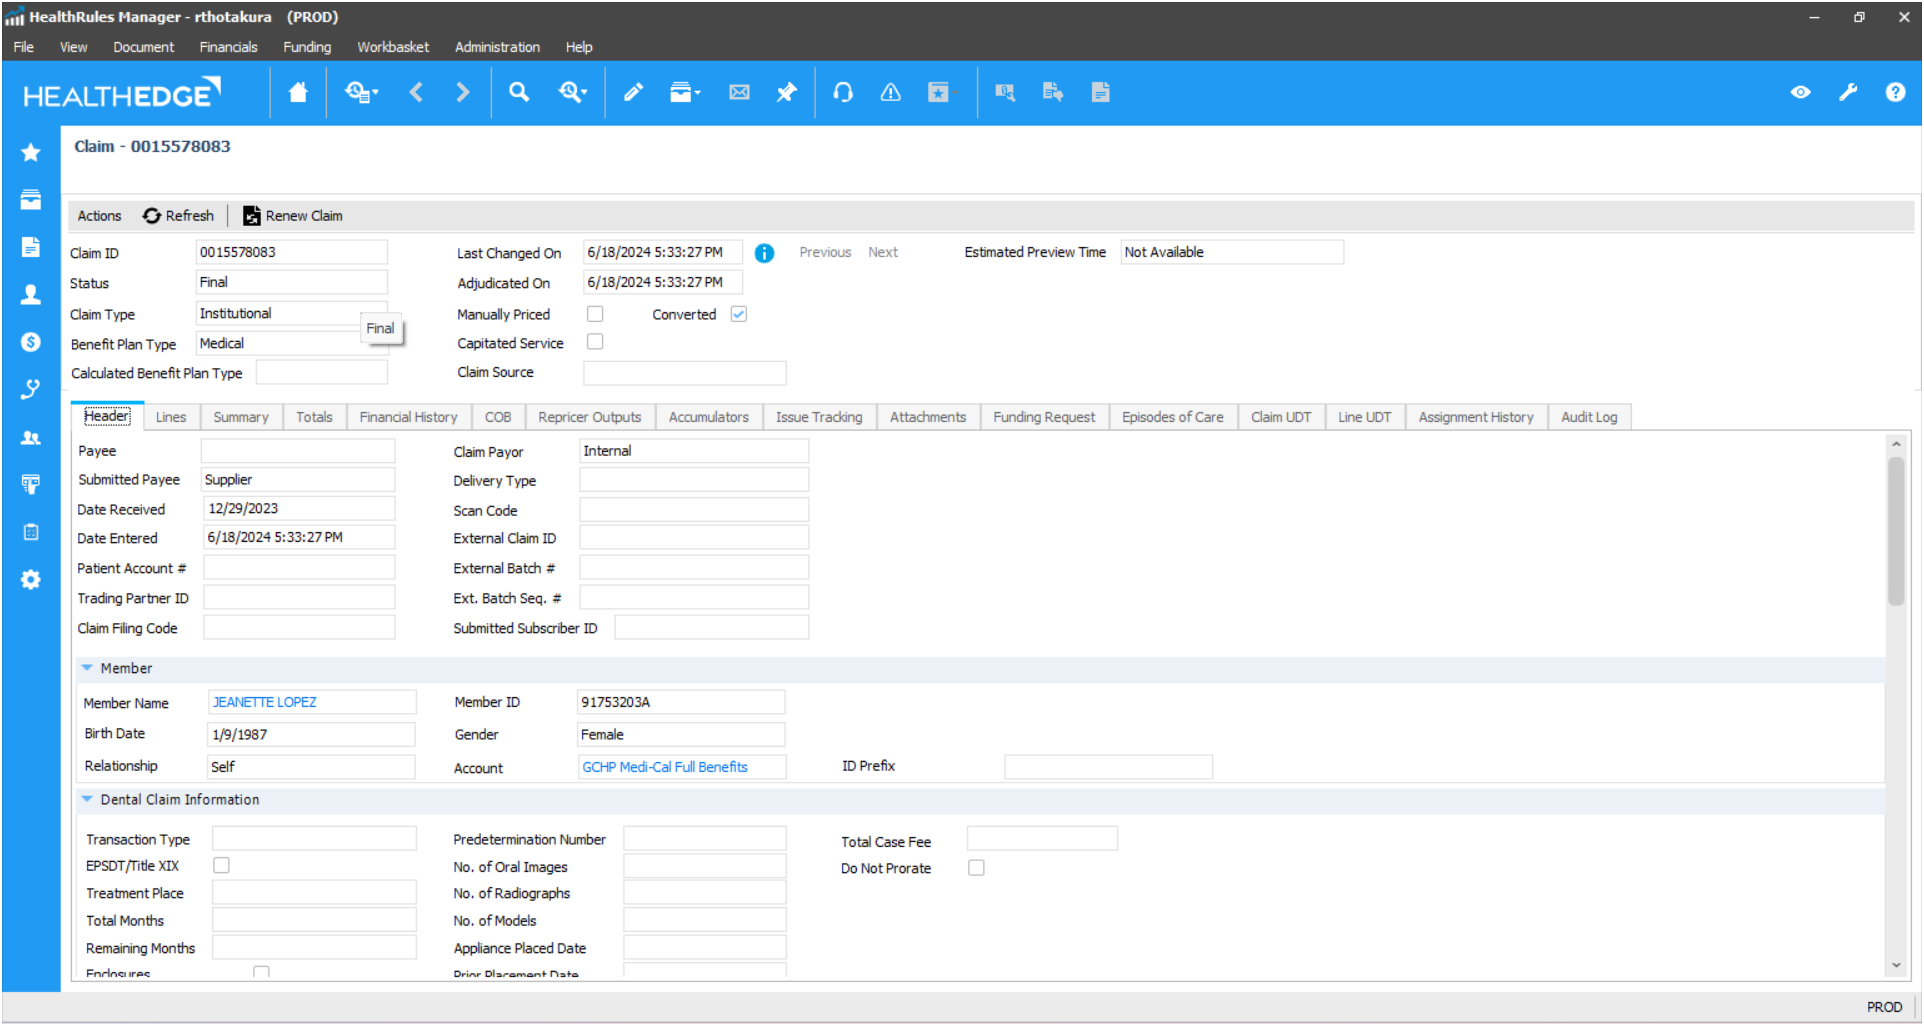 HealthRules Manager - rthotakura (PROD)
File View Document Financials Funding Workbasket Administration Help
HEALTHEDGE
Claim - 0015578083
Actions Refresh Renew Claim
Claim ID 0015578083 Last Changed On 6/18/2024 5:33:27 PM Previous Next Estimated Preview Time Not Available
Status Final Adjudicated On 6/18/2024 5:33:27 PM
Claim Type Institutional Manually Priced Converted
Final
Benefit Plan Type Medical Capitated Service
Calculated Benefit Plan Type Claim Source
Header Lines Summary Totals Financial History COB Repricer Outputs Accumulators Issue Tracking Attachments Funding Request Episodes of Care Claim UDT Line UDT Assignment History Audit Log
Payee Claim Payor Internal
Submitted Payee Supplier Delivery Type
Date Received 12/29/2023 Scan Code
Date Entered 6/18/2024 5:33:27 PM External Claim ID
Patient Account # External Batch #
Trading Partner ID Ext. Batch Seq. #
Claim Filing Code Submitted Subscriber ID
Member
Member Name JEANETTE LOPEZ Member ID 91753203A
Birth Date 1/9/1987 Gender Female
Relationship Self Account GCHP Medi-Cal Full Benefits ID Prefix
Dental Claim Information
Transaction Type Predetermination Number Total Case Fee
EPSDT/Title XIX No. of Oral Images Do Not Prorate
Treatment Place No. of Radiographs
Total Months No. of Models
Remaining Months Appliance Placed Date
Enclosures Prior Placement Date
PROD